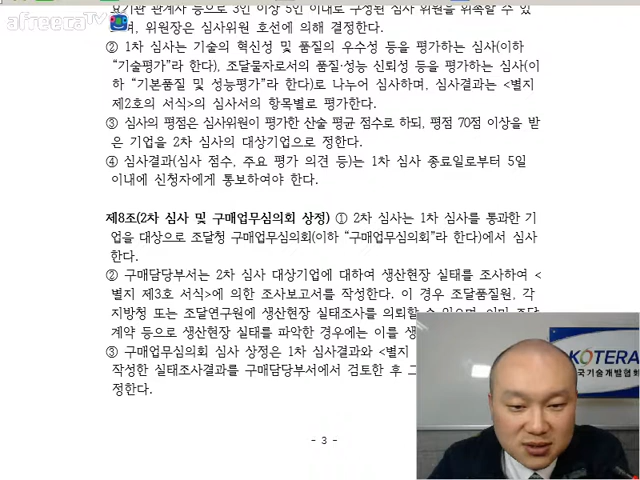 요기관 관계자 등으로 3인 이상 5인 이내로 구성된 심사 위원을 위촉할 수 있
afreecaTV
며, 위원장은 심사위원 호선에 의해 결정한다.
② 1차 심사는 기술의 혁신성 및 품질의 우수성 등을 평가하는 심사(이하
“기술평가”라 한다), 조달물자로서의 품질·성능 신뢰성 등을 평가하는 심사(이
하 “기본품질 및 성능평가”라 한다)로 나누어 심사하며, 심사결과는 <별지
제2호의 서식>의 심사서의 항목별로 평가한다.
③ 심사의 평점은 심사위원이 평가한 산술 평균 점수로 하되, 평점 70점 이상을 받
은 기업을 2차 심사의 대상기업으로 정한다.
④ 심사결과(심사 점수, 주요 평가 의견 등)는 1차 심사 종료일로부터 5일
이내에 신청자에게 통보하여야 한다.
제8조(2차 심사 및 구매업무심의회 상정) ① 2차 심사는 1차 심사를 통과한 기
업을 대상으로 조달청 구매업무심의회(이하 “구매업무심의회”라 한다)에서 심사
한다.
② 구매담당부서는 2차 심사 대상기업에 대하여 생산현장 실태를 조사하여 <
별지 제3호 서식>에 의한 조사보고서를 작성한다. 이 경우 조달품질원, 각
지방청 또는 조달연구원에 생산현장 실태조사를 의뢰할 수 있으며
계약 등으로 생산현장 실태를 파악한 경우에는 이를
③ 구매업무심의회 심사 상정은 1차 심사결과와 <별지
작성한 실태조사결과를 구매담당부서에서 검토한 후
정한다.
- 3 -
KOTERA
국기술개발협회